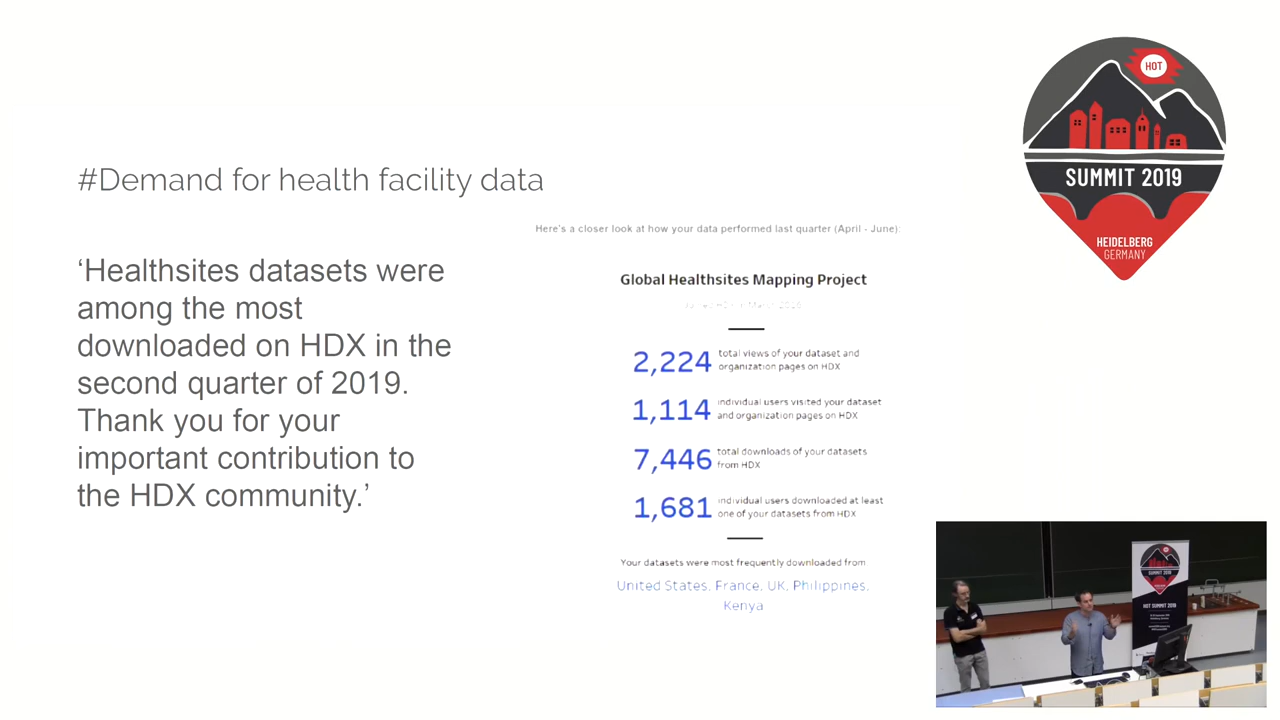 HOT
SUMMIT 2019
HEIDELBERG
GERMANY
#Demand for health facility data
‘Healthsites datasets were
among the most
downloaded on HDX in the
second quarter of 2019.
Thank you for your
important contribution to
the HDX community.’
Here's a closer look at how your data performed last quarter (April - June):
Global Healthsites Mapping Project
2,224 total views of your dataset and
organization pages on HDX
1,114 individual users visited your dataset
and organization pages on HDX
7,446 total downloads of your datasets
from HDX
1,681 individual users downloaded at least
one of your datasets from HDX
Your datasets were most frequently downloaded from
United States, France, UK, Philippines,
Kenya
SUMMIT 2019
HOT SUMMIT 2019